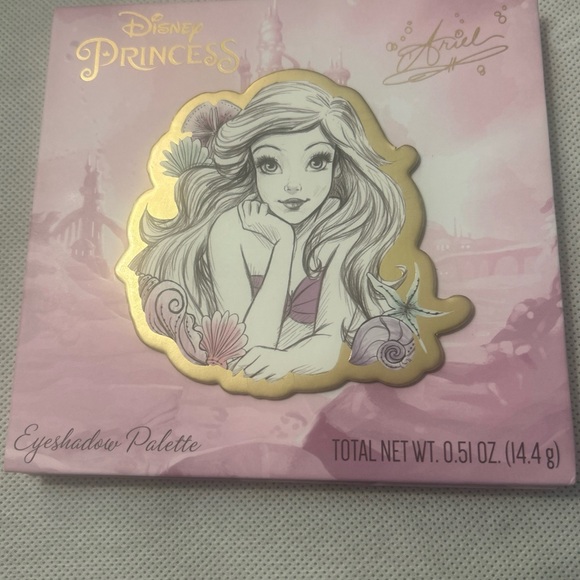 Disney
PRINCESS
Ariel
Eyeshadow Palette
TOTAL NET WT. 0.51 OZ. (14.4 g)